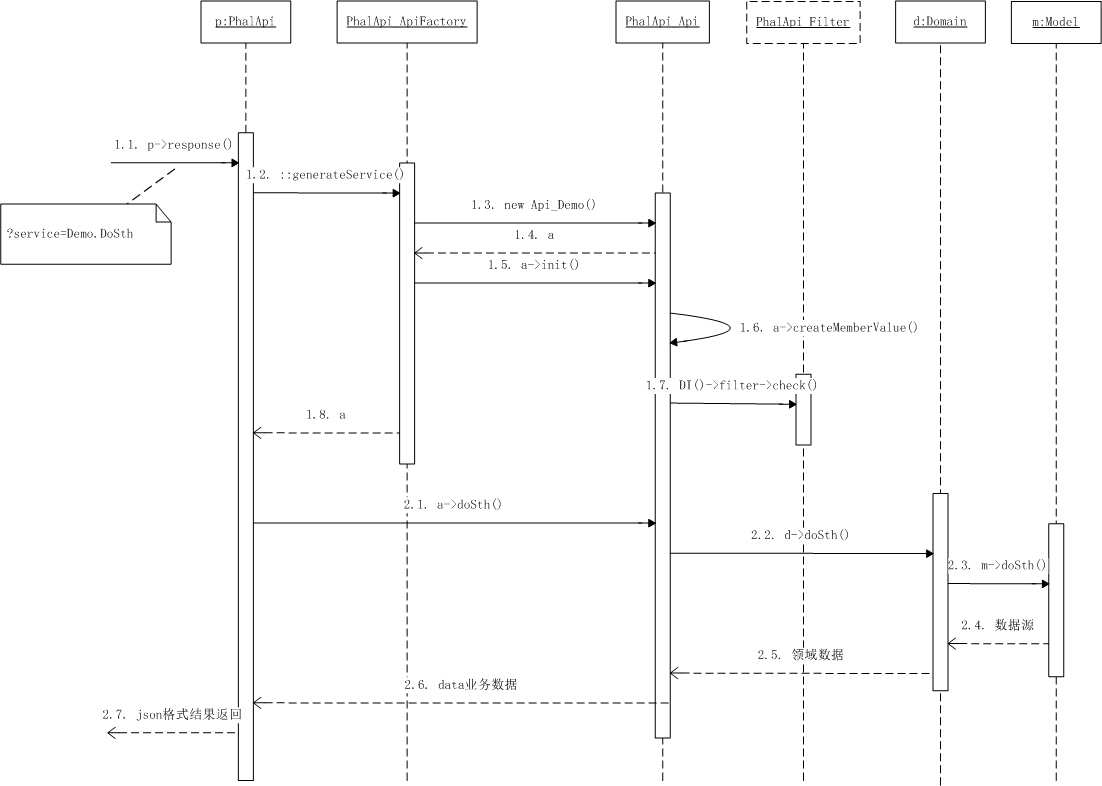 p:PhalApi
PhalApi_ApiFactory
PhalApi_Api
PhalApi_Filter
d:Domain
m:Model
1.1. p->response()
1.2. ::generateService()
1.3. new Api_Demo()
?service=Demo.DoSth
1.4. a
1.5. a->init()
1.6. a->createMemberValue()
1.7. DI()->filter->check()
1.8. a
2.1. a->doSth()
2.2. d->doSth()
2.3. m->doSth()
2.4. 数据源
2.5. 领域数据
2.6. data业务数据
2.7. json格式结果返回